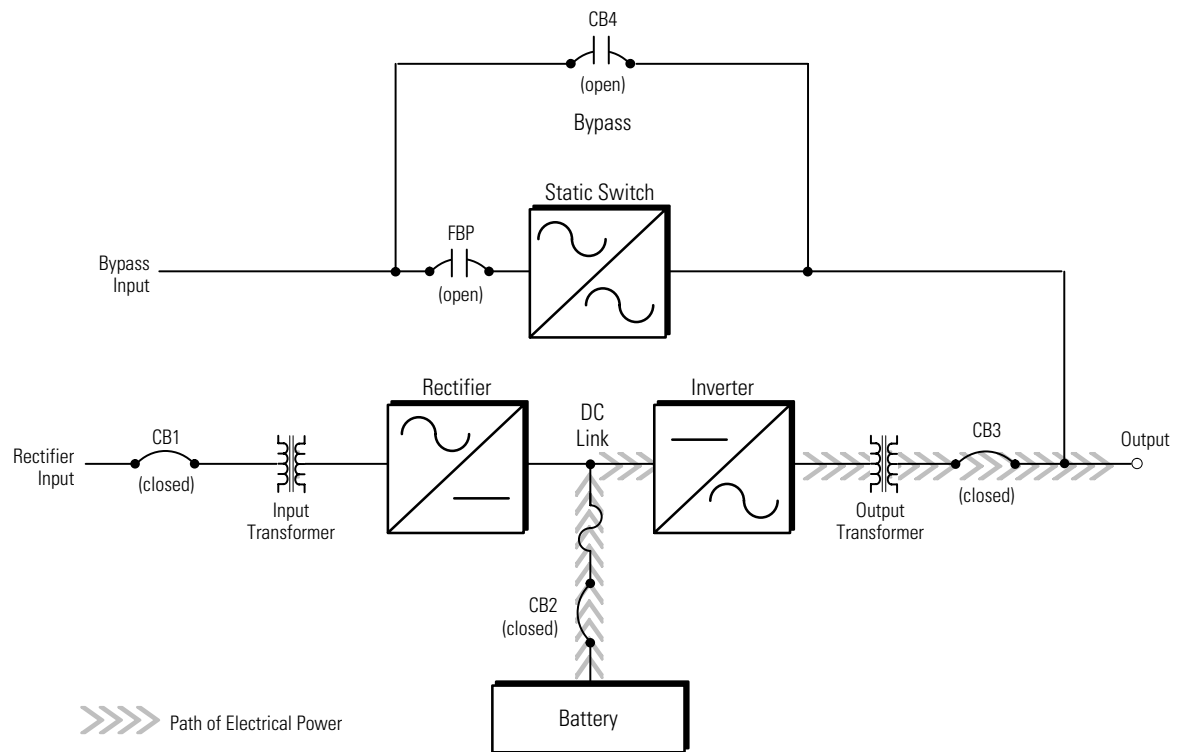 CB4
(open)
Bypass
Static Switch
FBP
(open)
Bypass
Input
Rectifier
Inverter
DC
Link
CB1
(closed)
Rectifier
Input
Input
Transformer
CB3
(closed)
Output
Output
Transformer
CB2
(closed)
Battery
Path of Electrical Power